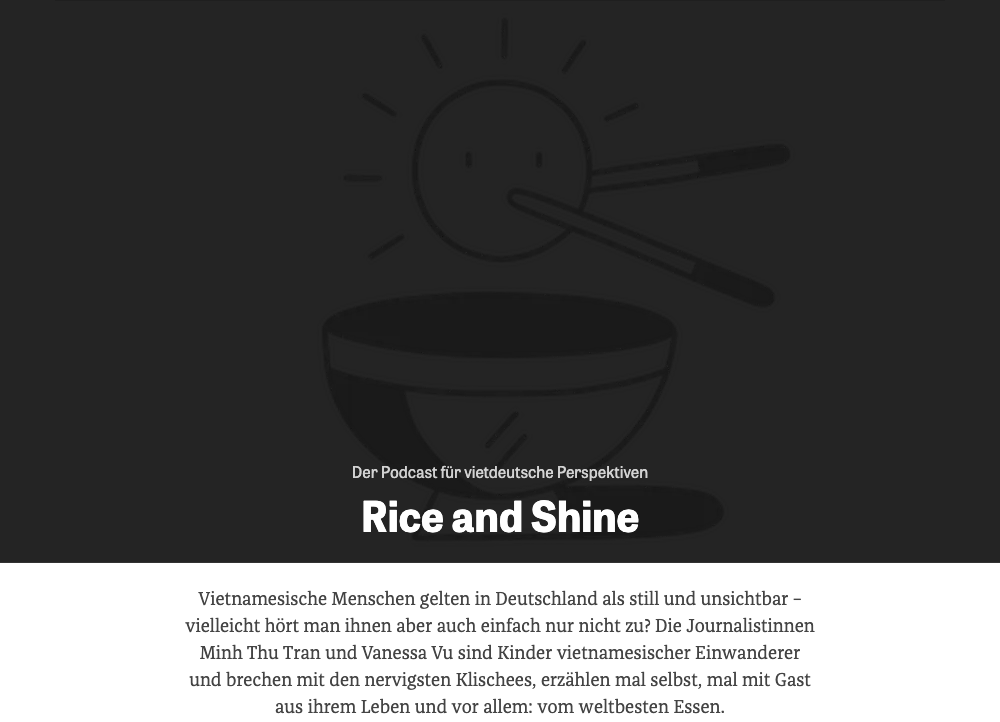 Der Podcast für vietdeutsche Perspektiven
Rice and Shine
Vietnamesische Menschen gelten in Deutschland als still und unsichtbar –
vielleicht hört man ihnen aber auch einfach nur nicht zu? Die Journalistinnen
Minh Thu Tran und Vanessa Vu sind Kinder vietnamesischer Einwanderer
und brechen mit den nervigsten Klischees, erzählen mal selbst, mal mit Gast
aus ihrem Leben und vor allem: vom weltbesten Essen.